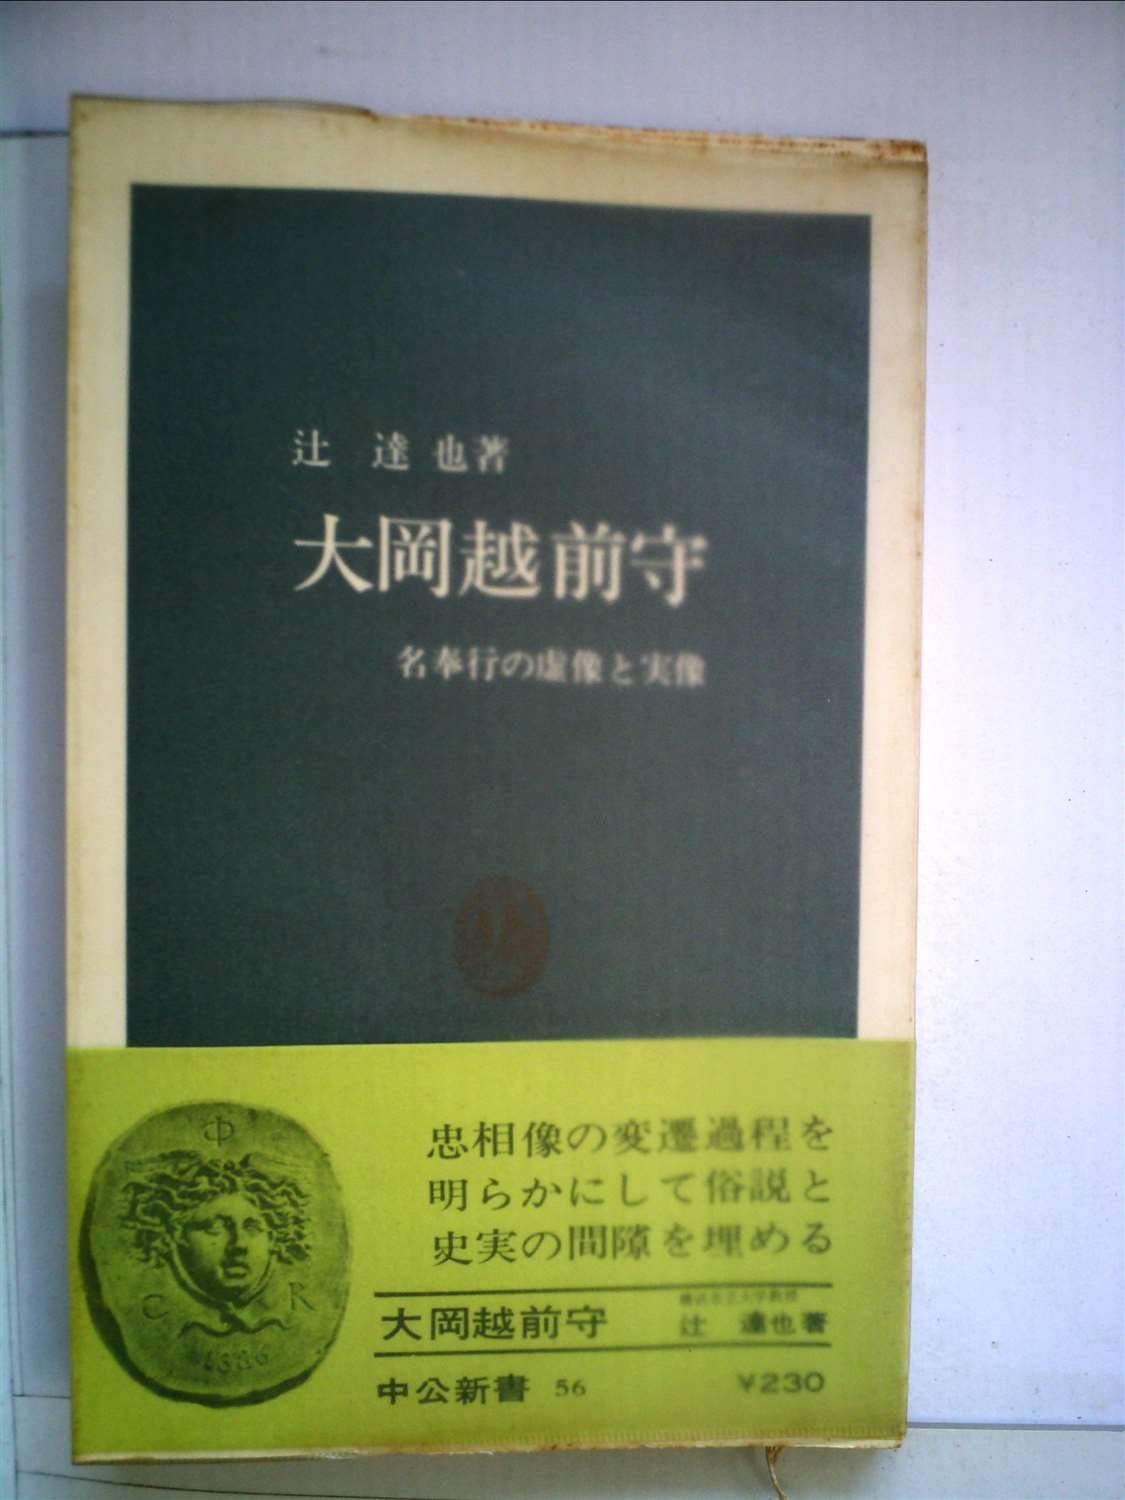 辻 達也著
大岡越前守
名奉行の虚像と実像
忠相像の変遷過程を
明らかにして俗説と
史実の間隙を埋める
大岡越前守
辻 達也著
中公新書 56
¥230
Φ
C R
1886